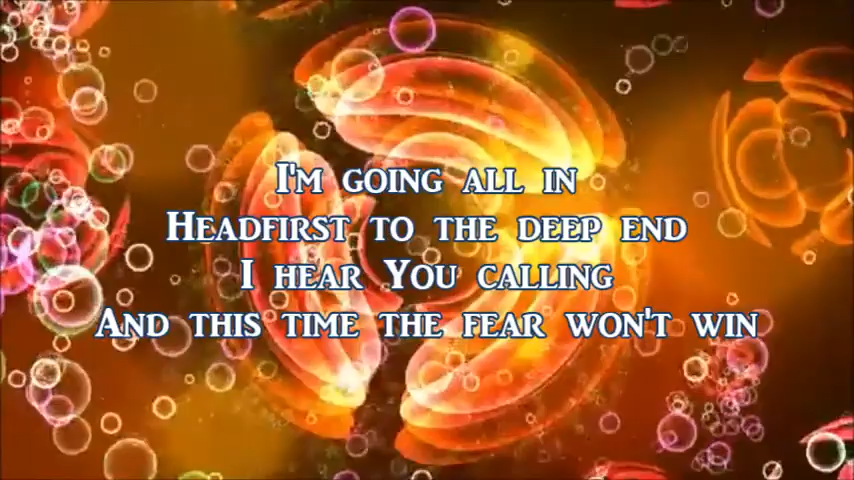 I'm going all in
Headfirst to the deep end
I hear You calling
And this time the fear won't win